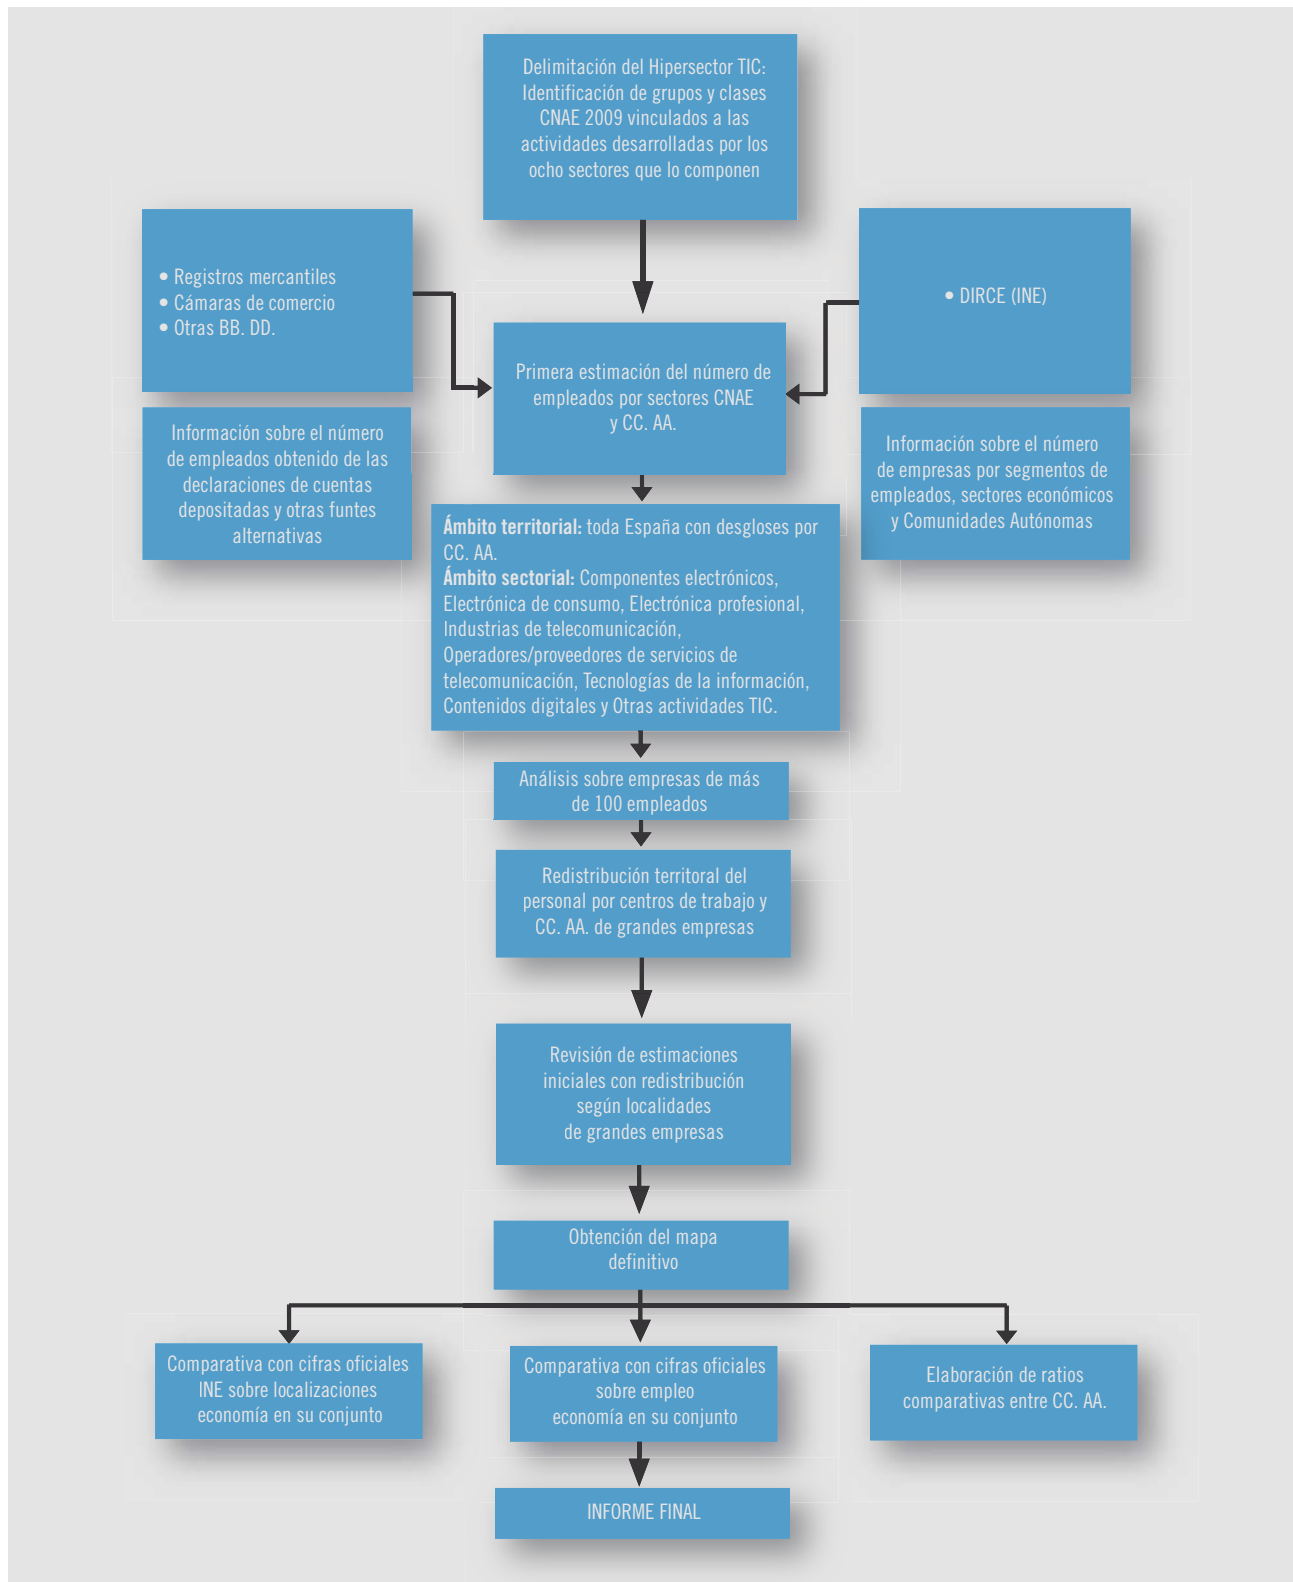 Delimitación del Hipersector TIC:
Identificación de grupos y clases
CNAE 2009 vinculados a las
actividades desarrolladas por los
ocho sectores que lo componen
• Registros mercantiles
• Cámaras de comercio
• Otras BB. DD.
• DIRCE (INE)
Primera estimación del número de
empleados por sectores CNAE
y CC. AA.
Información sobre el número
de empleados obtenido de las
declaraciones de cuentas
depositadas y otras funtes
alternativas
Información sobre el número
de empresas por segmentos de
empleados, sectores económicos
y Comunidades Autónomas
Ámbito territorial: toda España con desgloses por
CC. AA.
Ámbito sectorial: Componentes electrónicos,
Electrónica de consumo, Electrónica profesional,
Industrias de telecomunicación,
Operadores/proveedores de servicios de
telecomunicación, Tecnologías de la información,
Contenidos digitales y Otras actividades TIC.
Análisis sobre empresas de más
de 100 empleados
Redistribución territoral del
personal por centros de trabajo y
CC. AA. de grandes empresas
Revisión de estimaciones
iniciales con redistribución
según localidades
de grandes empresas
Obtención del mapa
definitivo
Comparativa con cifras oficiales
INE sobre localizaciones
economía en su conjunto
Comparativa con cifras oficiales
sobre empleo
economía en su conjunto
Elaboración de ratios
comparativas entre CC. AA.
INFORME FINAL